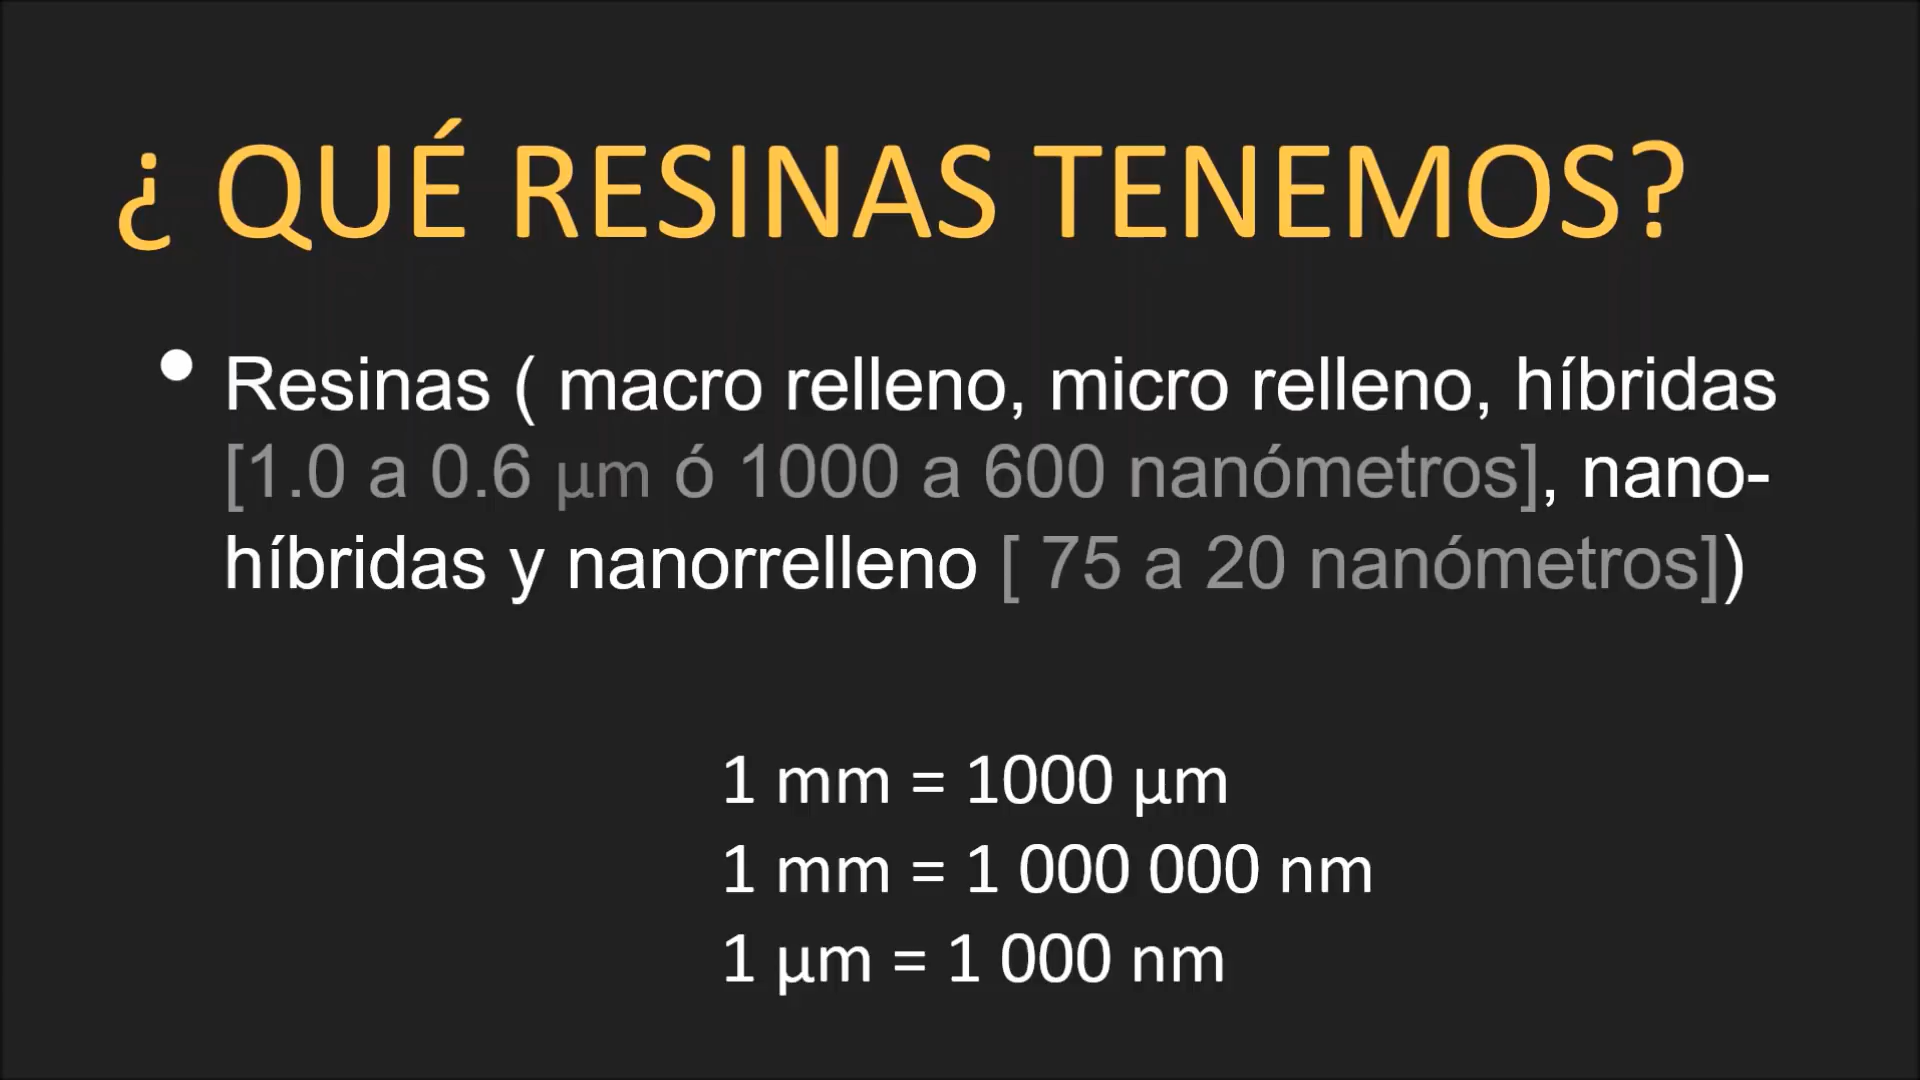 ¿ QUÉ RESINAS TENEMOS?
• Resinas ( macro relleno, micro relleno, híbridas
[1.0 a 0.6 µm ó 1000 a 600 nanómetros], nano-
híbridas y nanorrelleno [ 75 a 20 nanómetros])
1 mm = 1000 µm
1 mm = 1 000 000 nm
1 µm = 1 000 nm